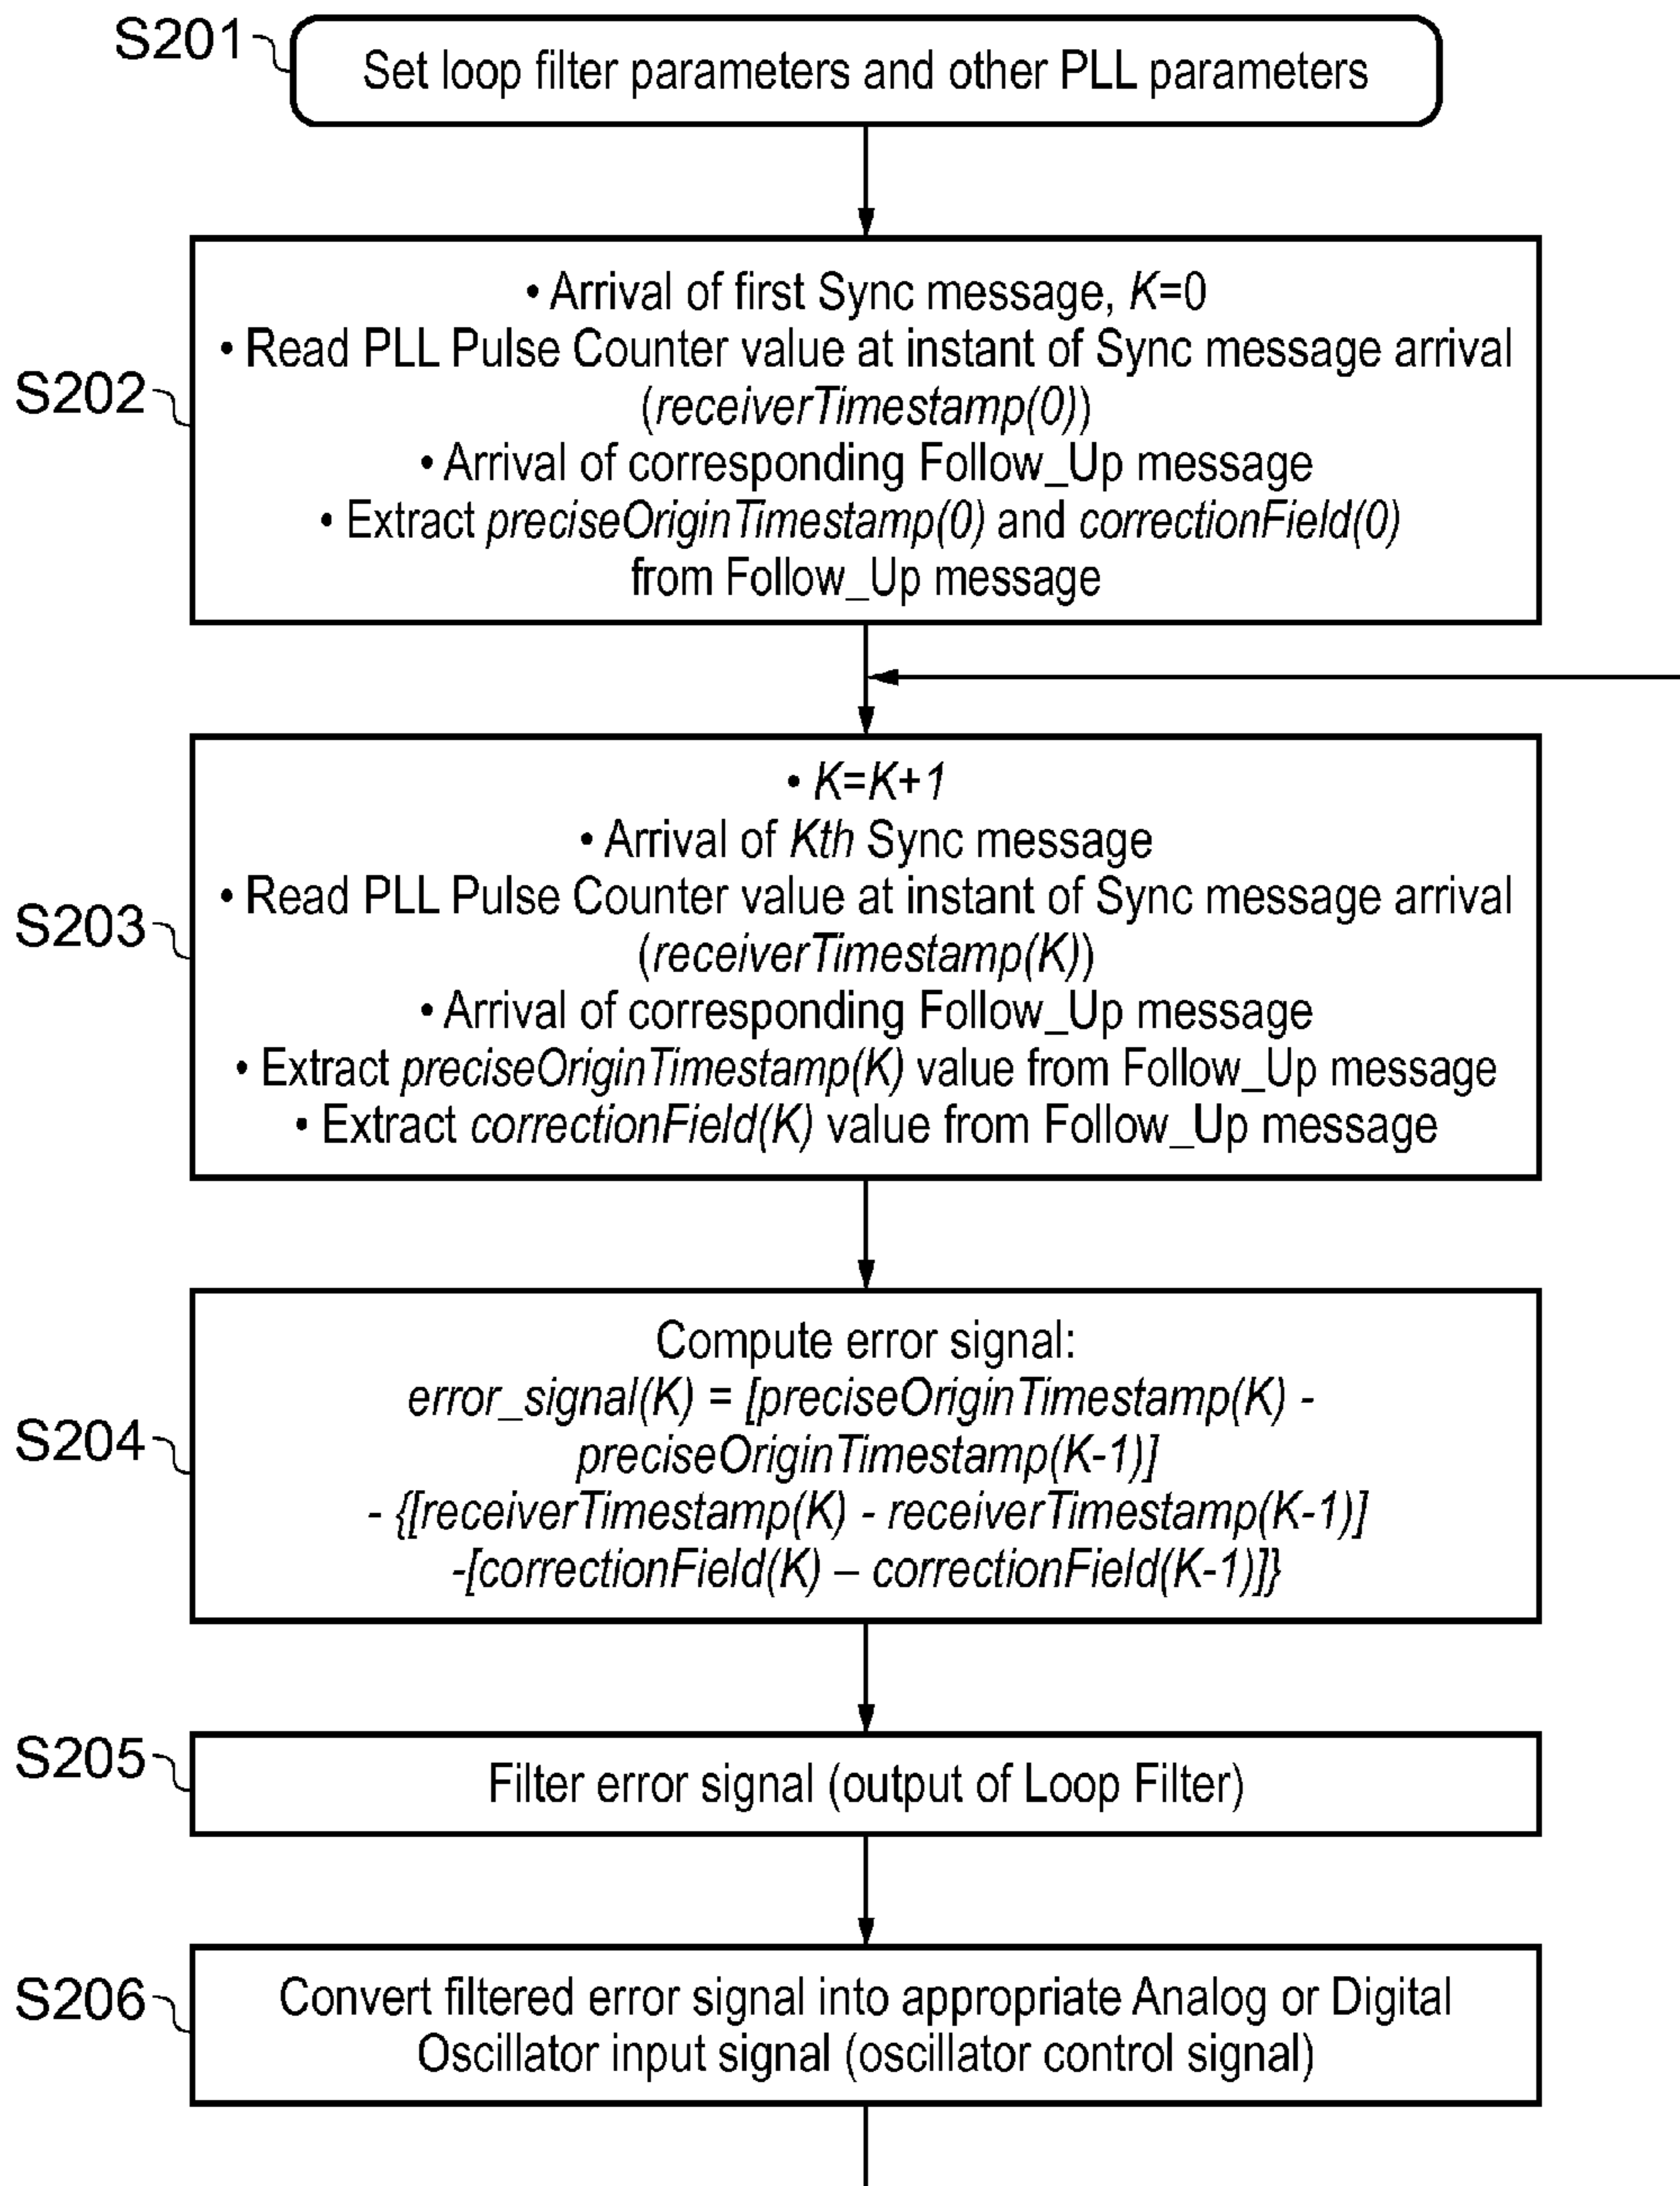 S201
Set loop filter parameters and other PLL parameters
S202
• Arrival of first Sync message, K=0
• Read PLL Pulse Counter value at instant of Sync message arrival
(receiverTimestamp(0))
• Arrival of corresponding Follow_Up message
• Extract preciseOriginTimestamp(0) and correctionField(0)
from Follow_Up message
S203
• K=K+1
• Arrival of Kth Sync message
• Read PLL Pulse Counter value at instant of Sync message arrival
(receiverTimestamp(K))
• Arrival of corresponding Follow_Up message
• Extract preciseOriginTimestamp(K) value from Follow_Up message
• Extract correctionField(K) value from Follow_Up message
S204
Compute error signal:
error_signal(K) = [preciseOriginTimestamp(K) -
preciseOriginTimestamp(K-1)]
- {[receiverTimestamp(K) - receiverTimestamp(K-1)]
-[correctionField(K) – correctionField(K-1)]}
S205
Filter error signal (output of Loop Filter)
S206
Convert filtered error signal into appropriate Analog or Digital
Oscillator input signal (oscillator control signal)